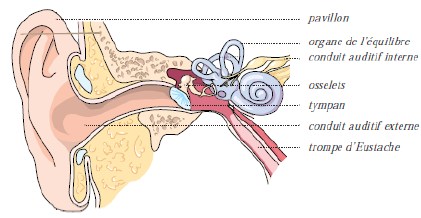 pavillon
organe de l'équilibre
conduit auditif interne
osselets
tympan
conduit auditif externe
trompe d'Eustache